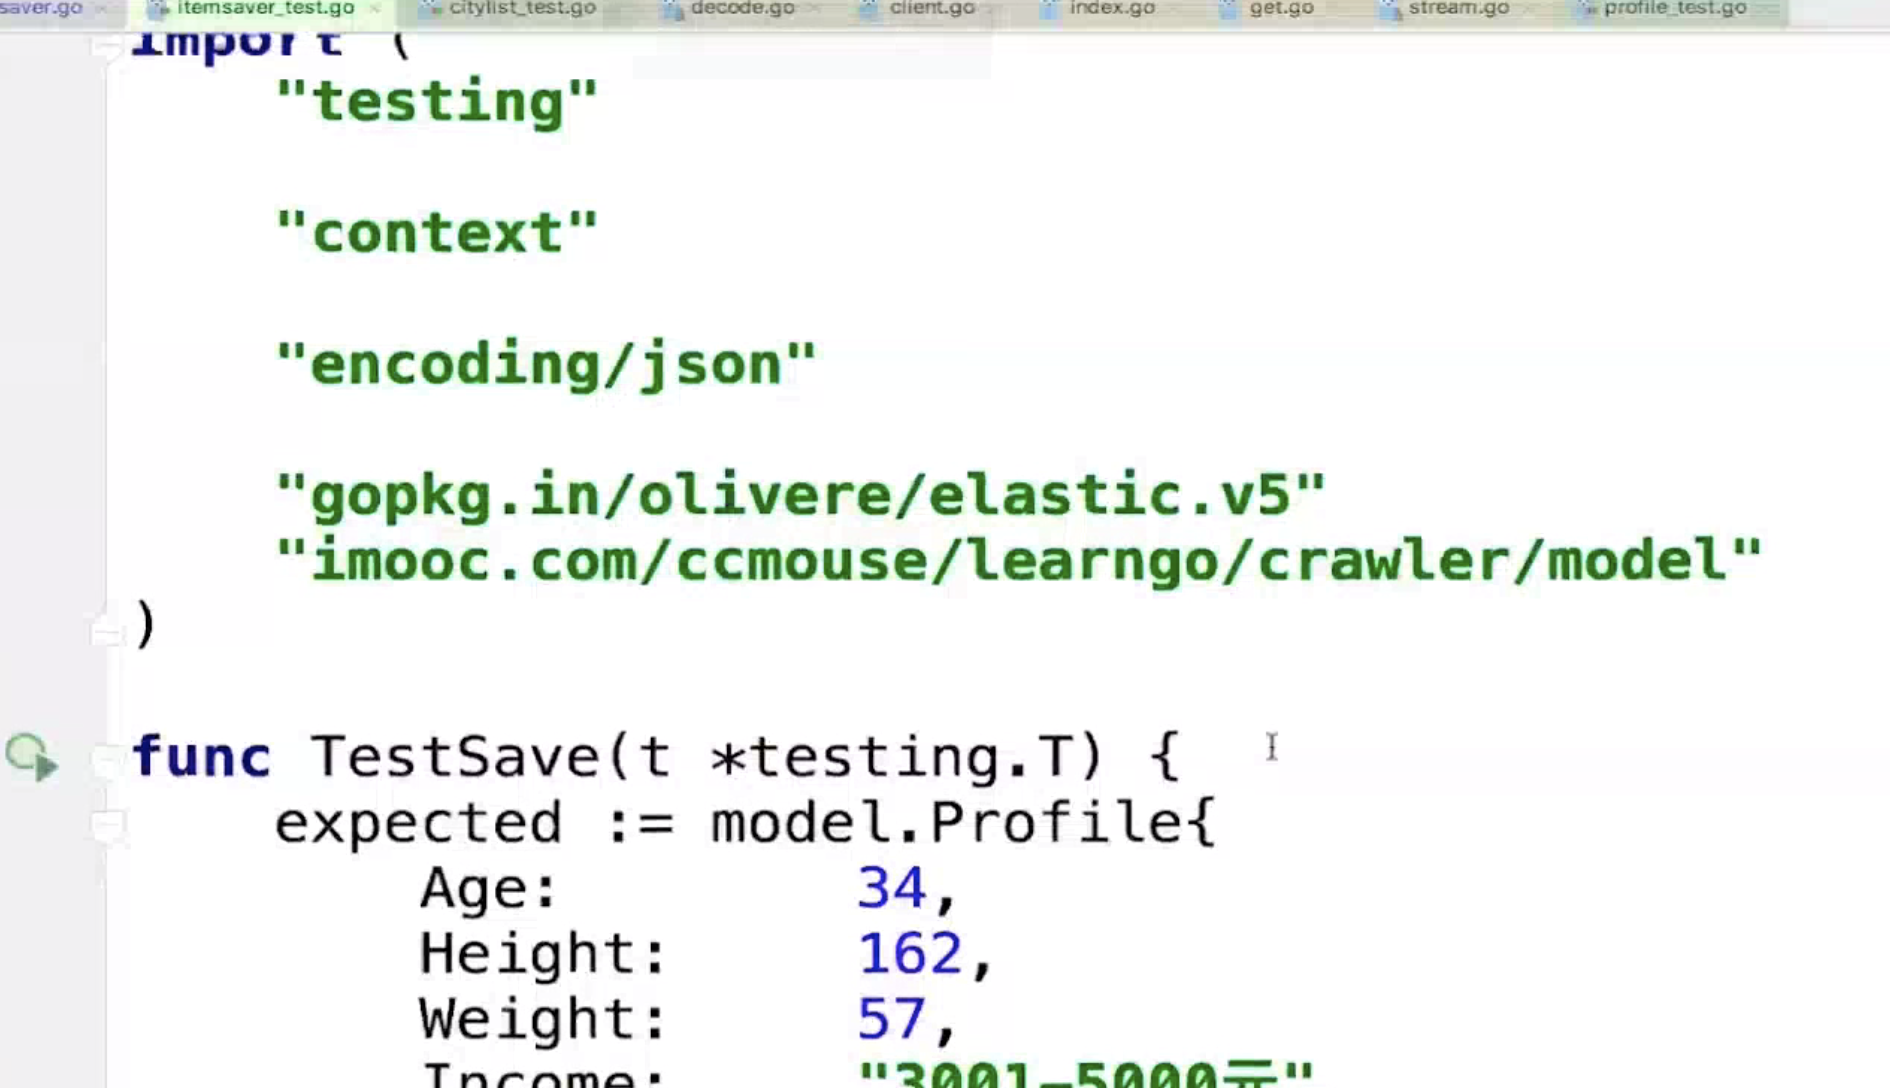 saver.go itemsaver_test.go citylist_test.go decode.go client.go index.go get.go stream.go profile_test.go
import (
"testing"
"context"
"encoding/json"
"gopkg.in/olivere/elastic.v5"
"imooc.com/ccmouse/learngo/crawler/model"
)
func TestSave(t *testing.T) {
expected := model.Profile{
Age: 34,
Height: 162,
Weight: 57,
Income: "3001-5000元"